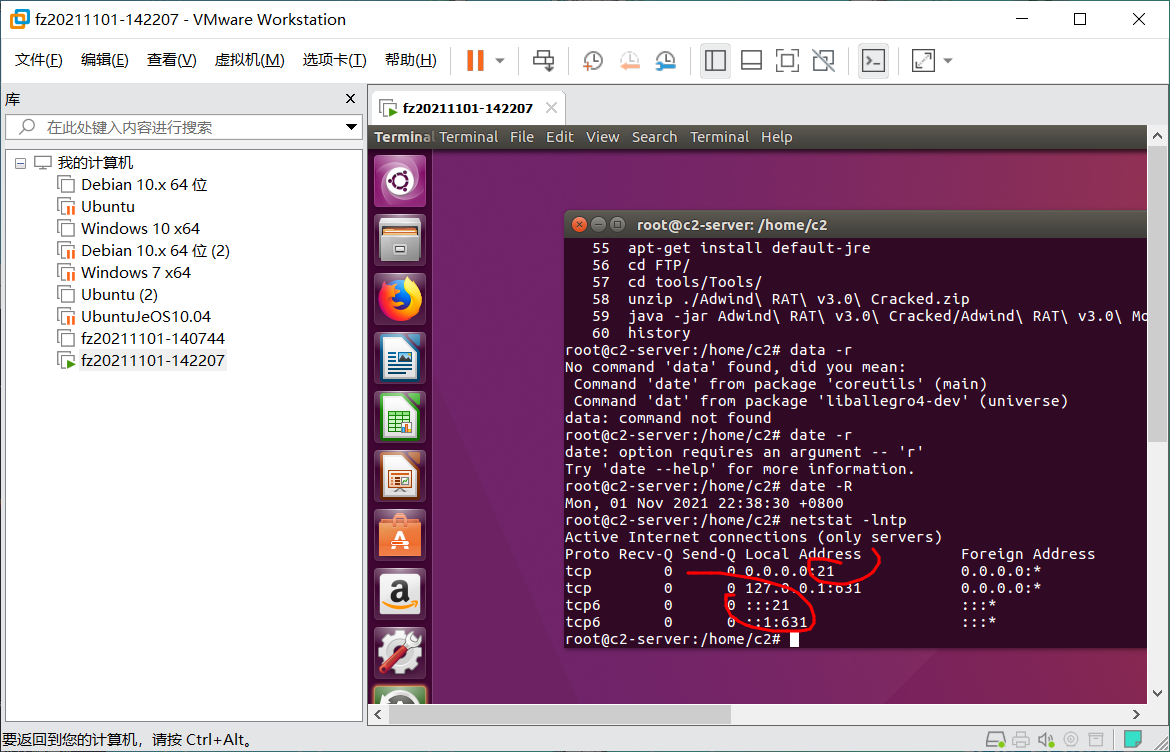 fz20211101-142207 - VMware Workstation
文件(F) 编辑(E) 查看(V) 虚拟机(M) 选项卡(T) 帮助(H)
库
在此处键入内容进行搜索
我的计算机
Debian 10.x 64 位
Ubuntu
Windows 10 x64
Debian 10.x 64 位 (2)
Windows 7 x64
Ubuntu (2)
UbuntuJeOS10.04
fz20211101-140744
fz20211101-142207
fz20211101-142207
Terminal Terminal File Edit View Search Terminal Help
root@c2-server: /home/c2
55 apt-get install default-jre
56 cd FTP/
57 cd tools/Tools/
58 unzip ./Adwind\ RAT\ v3.0\ Cracked.zip
59 java -jar Adwind\ RAT\ v3.0\ Cracked/Adwind\ RAT\ v3.0\ Mo
60 history
root@c2-server:/home/c2# data -r
No command 'data' found, did you mean:
Command 'date' from package 'coreutils' (main)
Command 'dat' from package 'liballegro4-dev' (universe)
data: command not found
root@c2-server:/home/c2# date -r
date: option requires an argument -- 'r'
Try 'date --help' for more information.
root@c2-server:/home/c2# date -R
Mon, 01 Nov 2021 22:38:30 +0800
root@c2-server:/home/c2# netstat -lntp
Active Internet connections (only servers)
Proto Recv-Q Send-Q Local Address Foreign Address
tcp 0 0 0.0.0.0:21 0.0.0.0:*
tcp 0 0 127.0.0.1:631 0.0.0.0:*
tcp6 0 0 :::21 :::*
tcp6 0 0 ::1:631 :::*
root@c2-server:/home/c2#
要返回到您的计算机，请按 Ctrl+Alt。